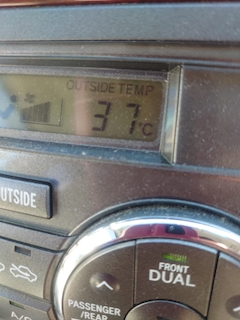 OUTSIDE TEMP
37°C
OUTSIDE
FRONT
DUAL
PASSENGER
/REAR